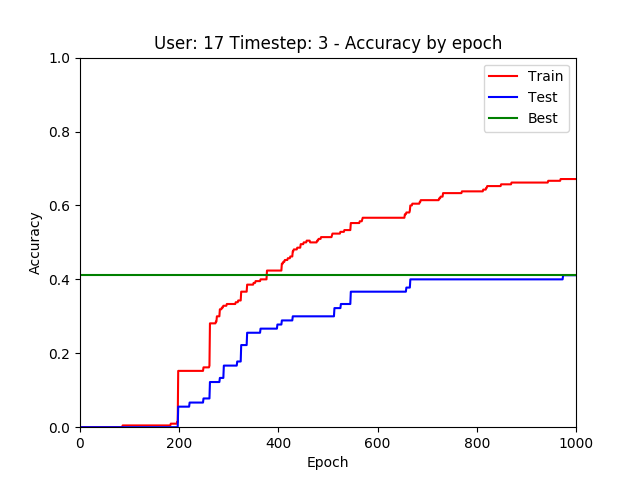 User: 17 Timestep: 3 - Accuracy by epoch
1.0
0.8
0.6
0.4
0.2
0.0
Accuracy
Train
Test
Best
0 200 400 600 800 1000
Epoch